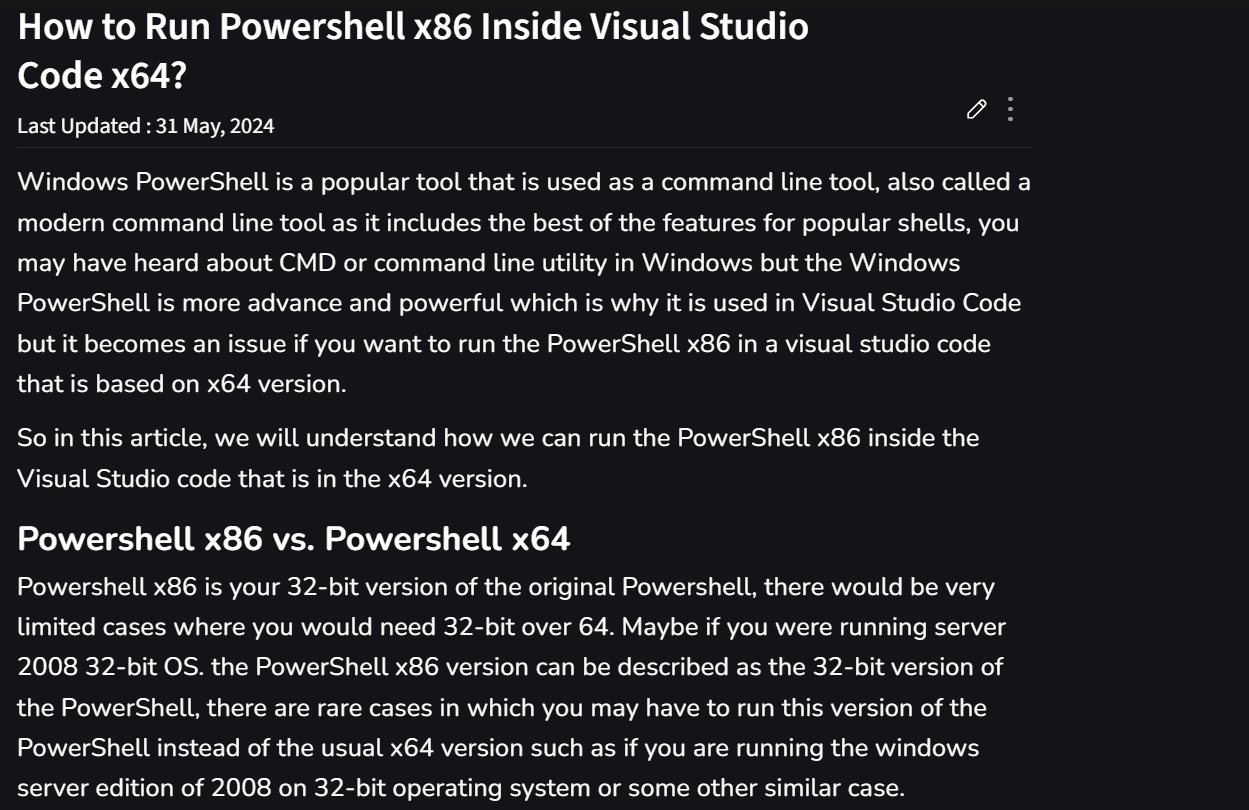 How to Run Powershell x86 Inside Visual Studio
Code x64?
Last Updated : 31 May, 2024
Windows PowerShell is a popular tool that is used as a command line tool, also called a
modern command line tool as it includes the best of the features for popular shells, you
may have heard about CMD or command line utility in Windows but the Windows
PowerShell is more advance and powerful which is why it is used in Visual Studio Code
but it becomes an issue if you want to run the PowerShell x86 in a visual studio code
that is based on x64 version.
So in this article, we will understand how we can run the PowerShell x86 inside the
Visual Studio code that is in the x64 version.
Powershell x86 vs. Powershell x64
Powershell x86 is your 32-bit version of the original Powershell, there would be very
limited cases where you would need 32-bit over 64. Maybe if you were running server
2008 32-bit OS. the PowerShell x86 version can be described as the 32-bit version of
the PowerShell, there are rare cases in which you may have to run this version of the
PowerShell instead of the usual x64 version such as if you are running the windows
server edition of 2008 on 32-bit operating system or some other similar case.